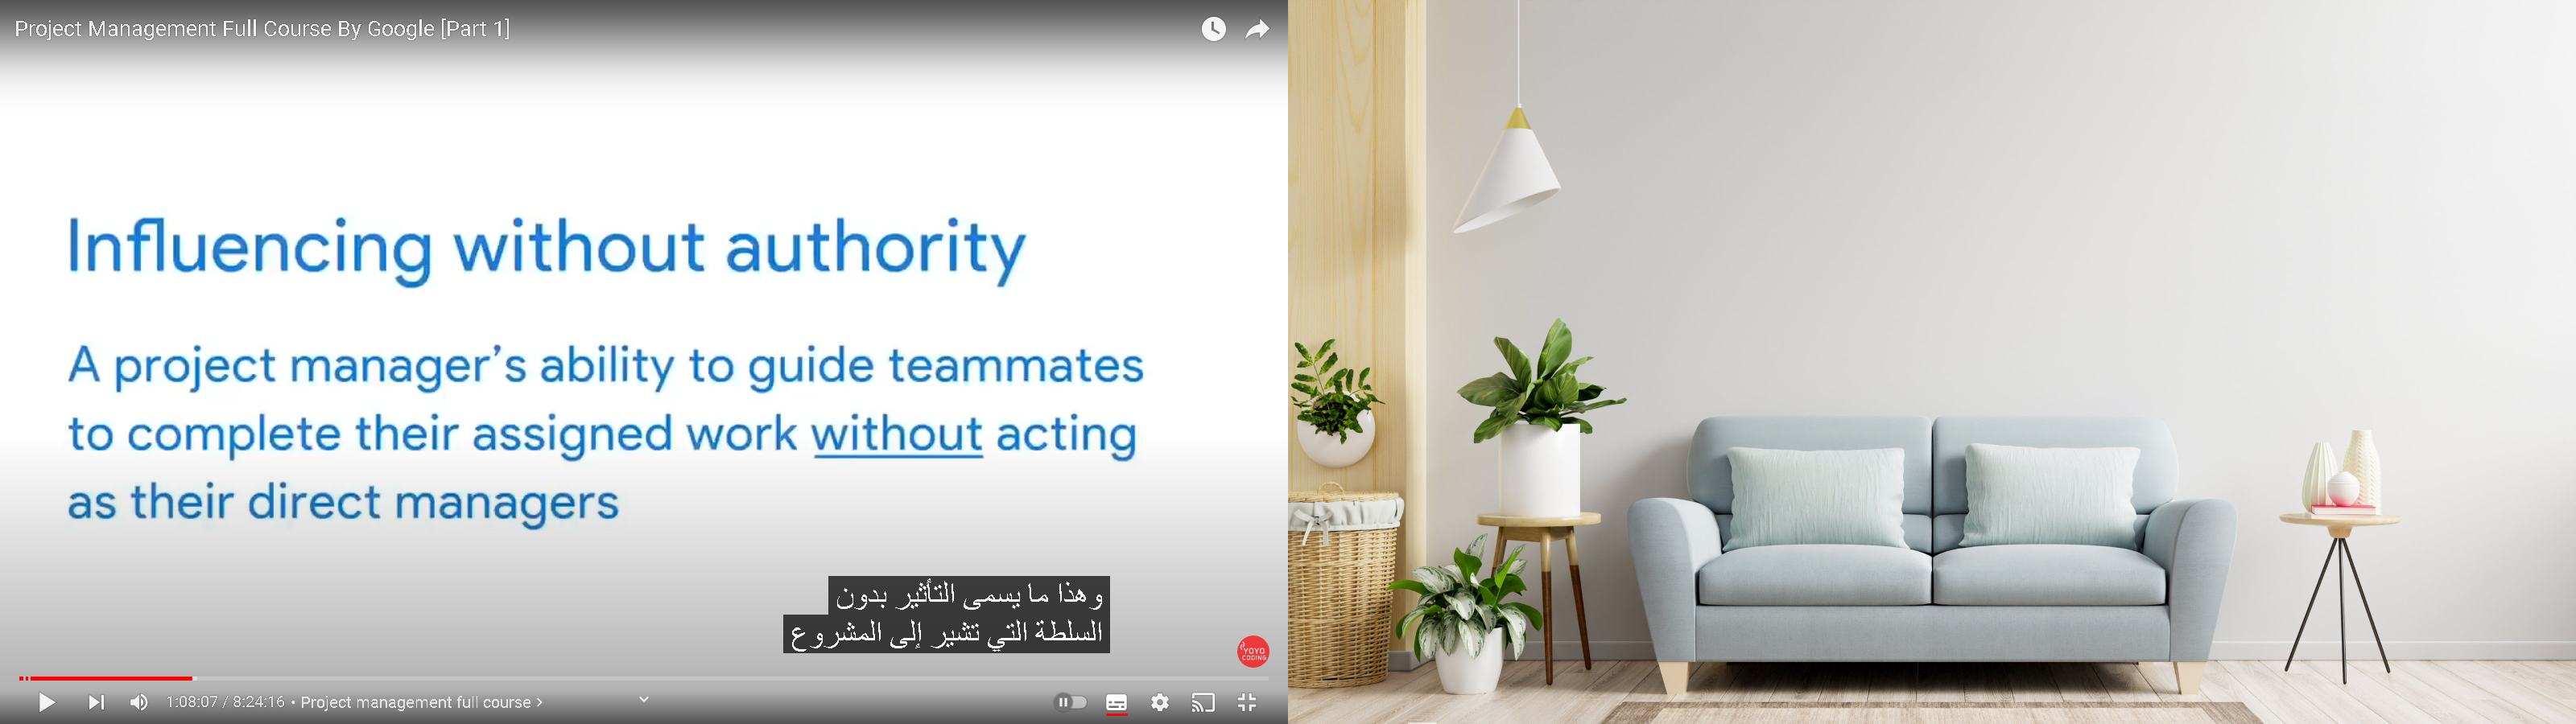 Project Management Full Course By Google [Part 1]
Influencing without authority
A project manager's ability to guide teammates
to complete their assigned work without acting
as their direct managers
وهذا ما يسمى التأثير بدون
السلطة التي تشير إلى المشروع
YOYO
CODING
1:08:07 / 8:24:16 • Project management full course >